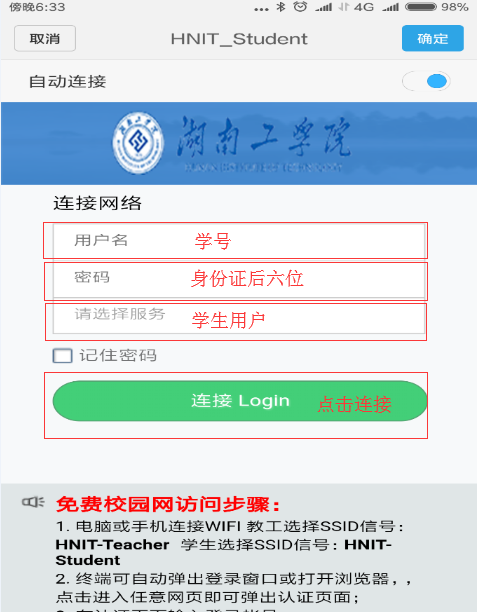 傍晚6:33 ... 4G 98%
取消 HNIT_Student 确定
自动连接
湖南工学院
连接网络
用户名 学号
密码 身份证后六位
请选择服务 学生用户
记住密码
连接 Login 点击连接
免费校园网访问步骤：
1. 电脑或手机连接WIFI 教工选择SSID信号：
HNIT-Teacher 学生选择SSID信号：HNIT-
Student
2. 终端可自动弹出登录窗口或打开浏览器，，
点击进入任意网页即可弹出认证页面；